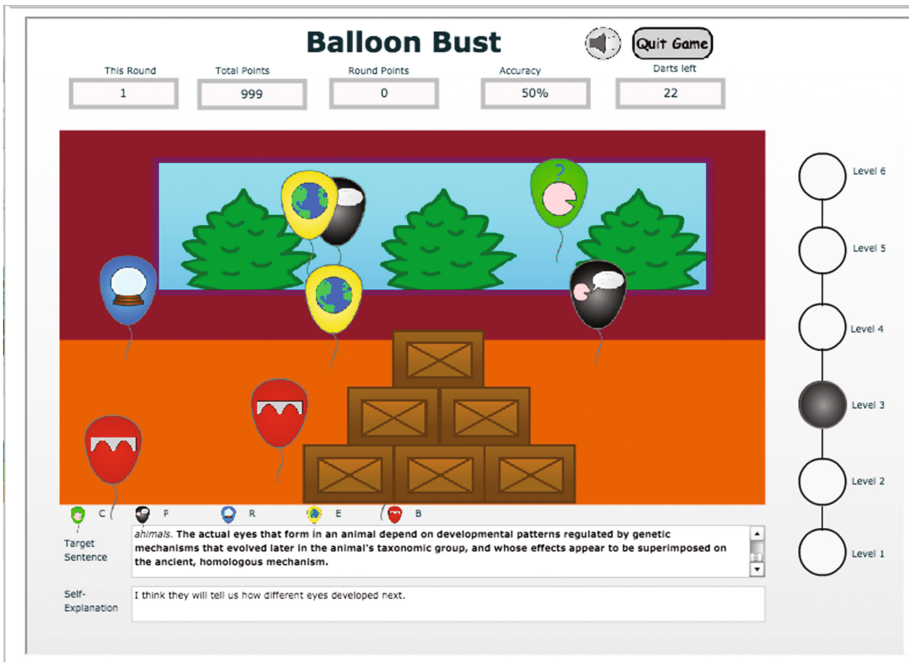 Balloon Bust
Quit Game
This Round Total Points Round Points Accuracy Darts left
1 999 0 50% 22
?
Level 6
Level 5
Level 4
Level 3
Level 2
Level 1
C P R E B
Target
Sentence
animals. The actual eyes that form in an animal depend on developmental patterns regulated by genetic
mechanisms that evolved later in the animal's taxonomic group, and whose effects appear to be superimposed on
the ancient, homologous mechanism.
Self-
Explanation
I think they will tell us how different eyes developed next.